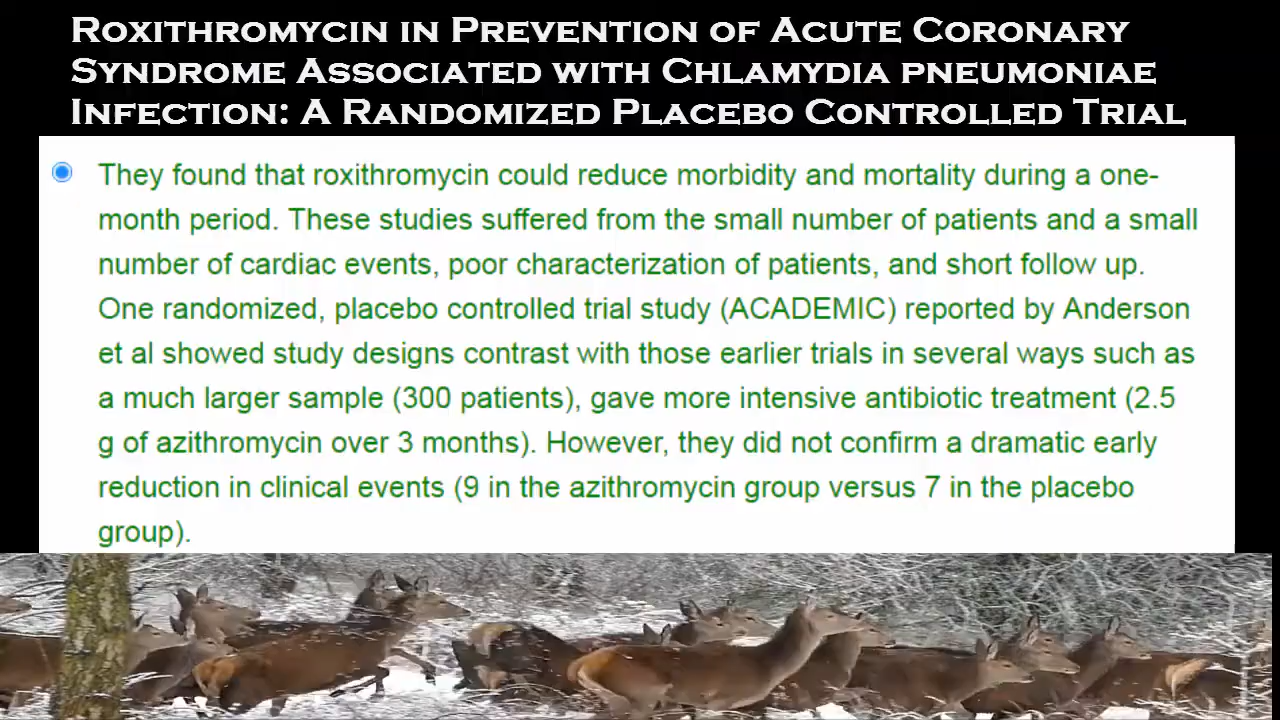 Roxithromycin in Prevention of Acute Coronary
Syndrome Associated with Chlamydia pneumoniae
Infection: A Randomized Placebo Controlled Trial
They found that roxithromycin could reduce morbidity and mortality during a one-
month period. These studies suffered from the small number of patients and a small
number of cardiac events, poor characterization of patients, and short follow up.
One randomized, placebo controlled trial study (ACADEMIC) reported by Anderson
et al showed study designs contrast with those earlier trials in several ways such as
a much larger sample (300 patients), gave more intensive antibiotic treatment (2.5
g of azithromycin over 3 months). However, they did not confirm a dramatic early
reduction in clinical events (9 in the azithromycin group versus 7 in the placebo
group).